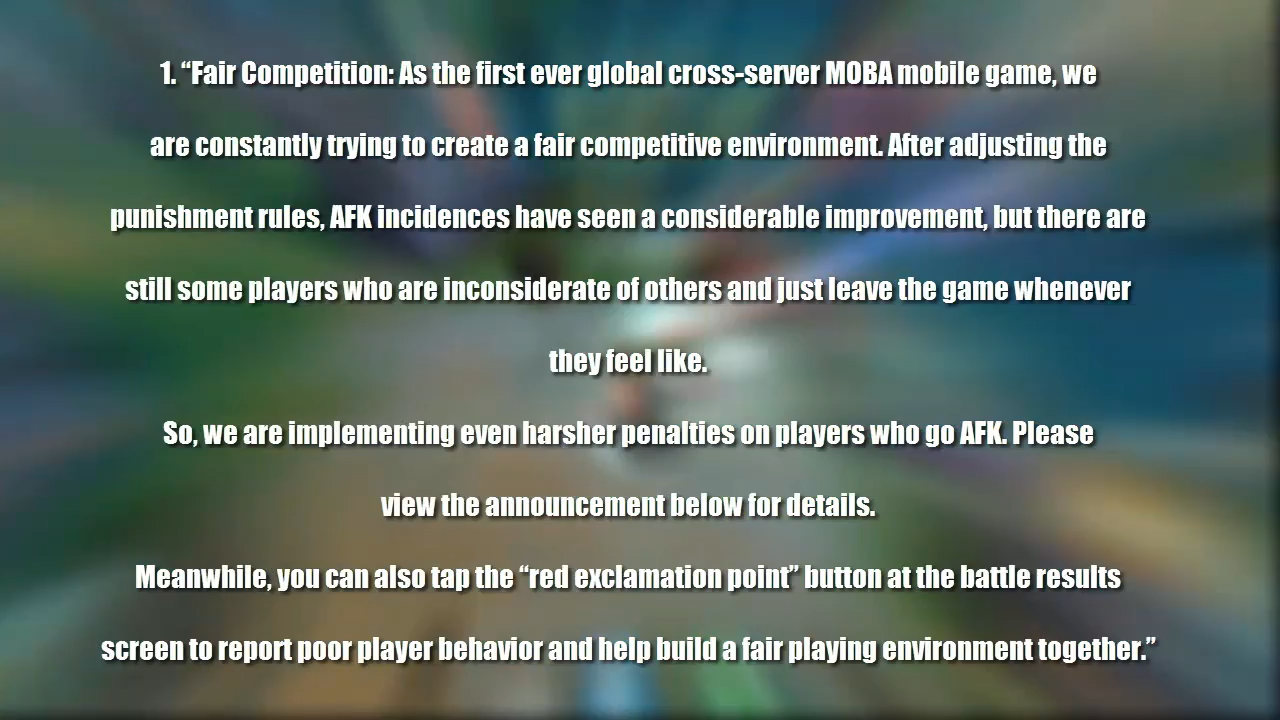 1. “Fair Competition: As the first ever global cross-server MOBA mobile game, we
are constantly trying to create a fair competitive environment. After adjusting the
punishment rules, AFK incidences have seen a considerable improvement, but there are
still some players who are inconsiderate of others and just leave the game whenever
they feel like.
So, we are implementing even harsher penalties on players who go AFK. Please
view the announcement below for details.
Meanwhile, you can also tap the “red exclamation point” button at the battle results
screen to report poor player behavior and help build a fair playing environment together.”